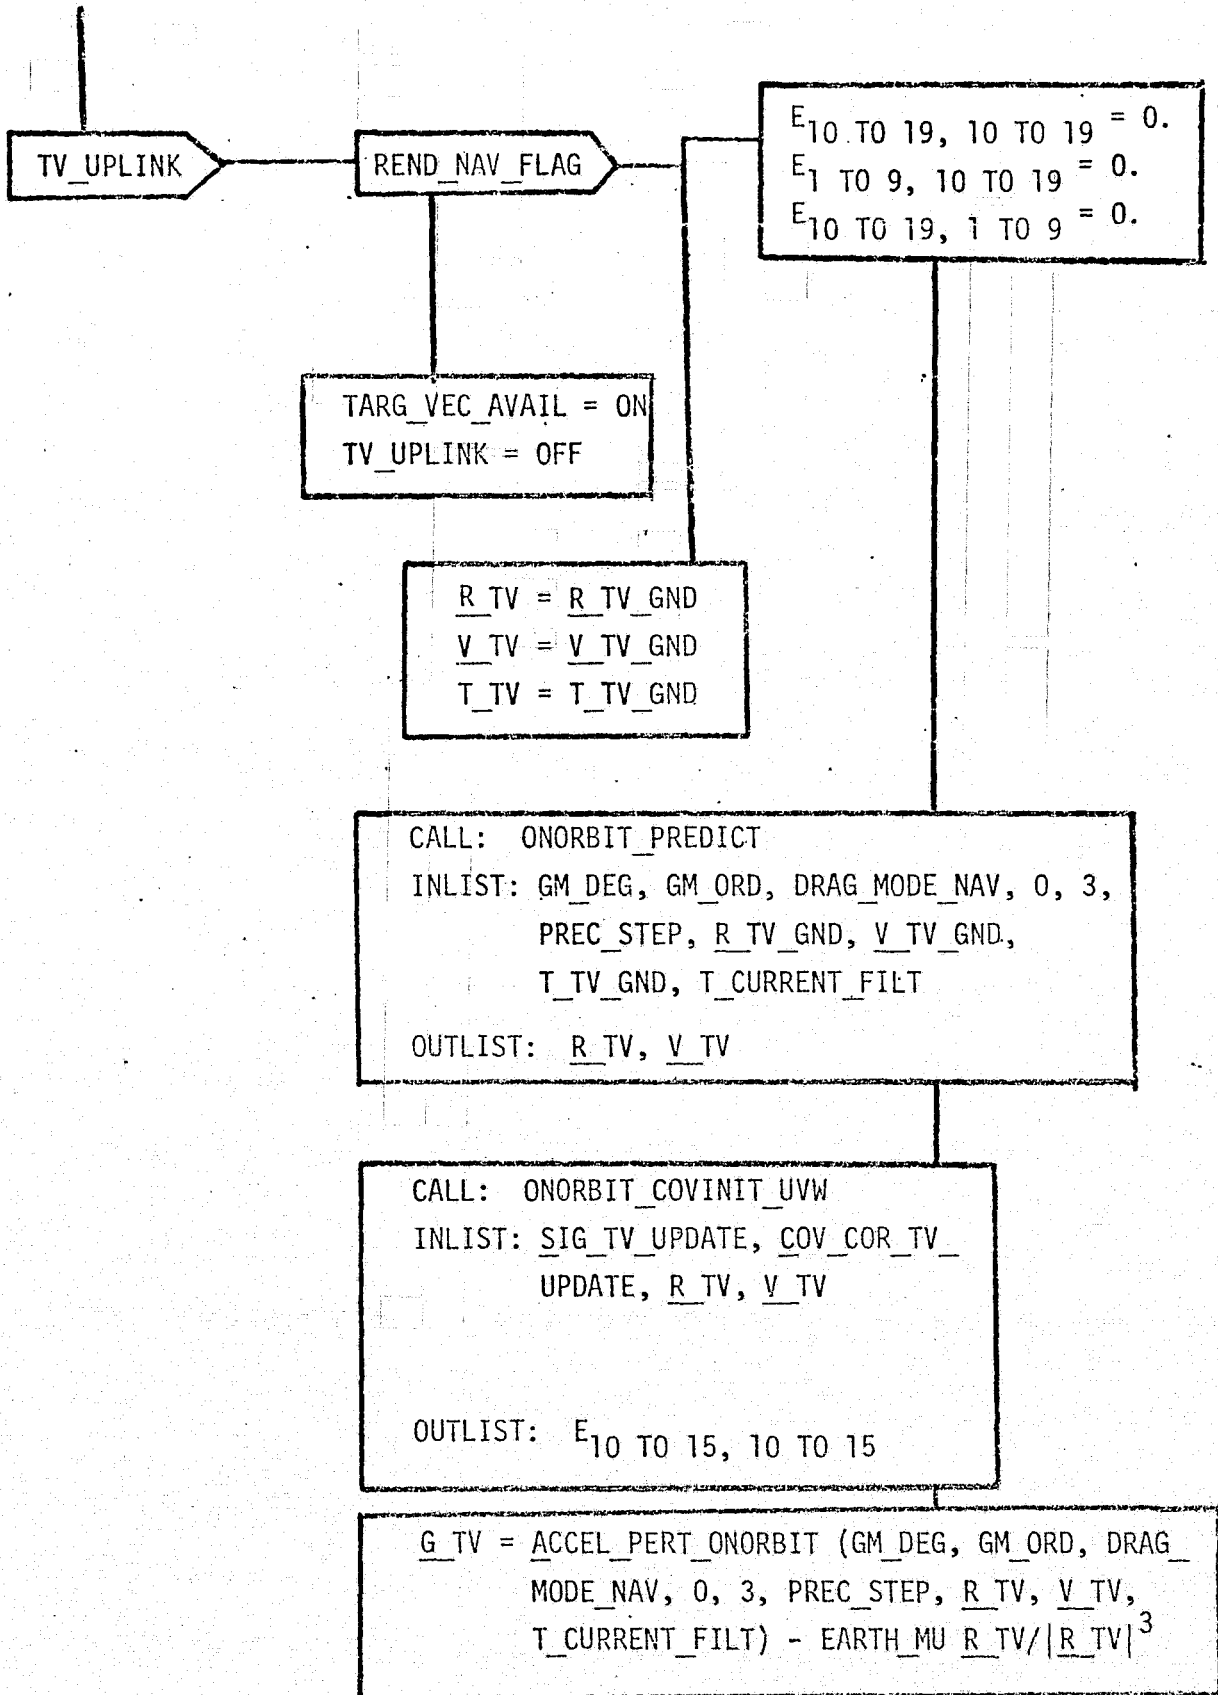 TV_UPLINK
REND_NAV_FLAG
E10 TO 19, 10 TO 19 = 0.
E1 TO 9, 10 TO 19 = 0.
E10 TO 19, 1 TO 9 = 0.
TARG_VEC_AVAIL = ON
TV_UPLINK = OFF
R_TV = R_TV_GND
V_TV = V_TV_GND
T_TV = T_TV_GND
CALL: ONORBIT_PREDICT
INLIST: GM_DEG, GM_ORD, DRAG_MODE_NAV, 0, 3,
PREC_STEP, R_TV_GND, V_TV_GND,
T_TV_GND, T_CURRENT_FILT
OUTLIST: R_TV, V_TV
CALL: ONORBIT_COVINIT_UVW
INLIST: SIG_TV_UPDATE, COV_COR_TV_
UPDATE, R_TV, V_TV
OUTLIST: E10 TO 15, 10 TO 15
G_TV = ACCEL_PERT_ONORBIT (GM_DEG, GM_ORD, DRAG_
MODE_NAV, 0, 3, PREC_STEP, R_TV, V_TV,
T_CURRENT_FILT) - EARTH_MU R_TV/|R_TV|3